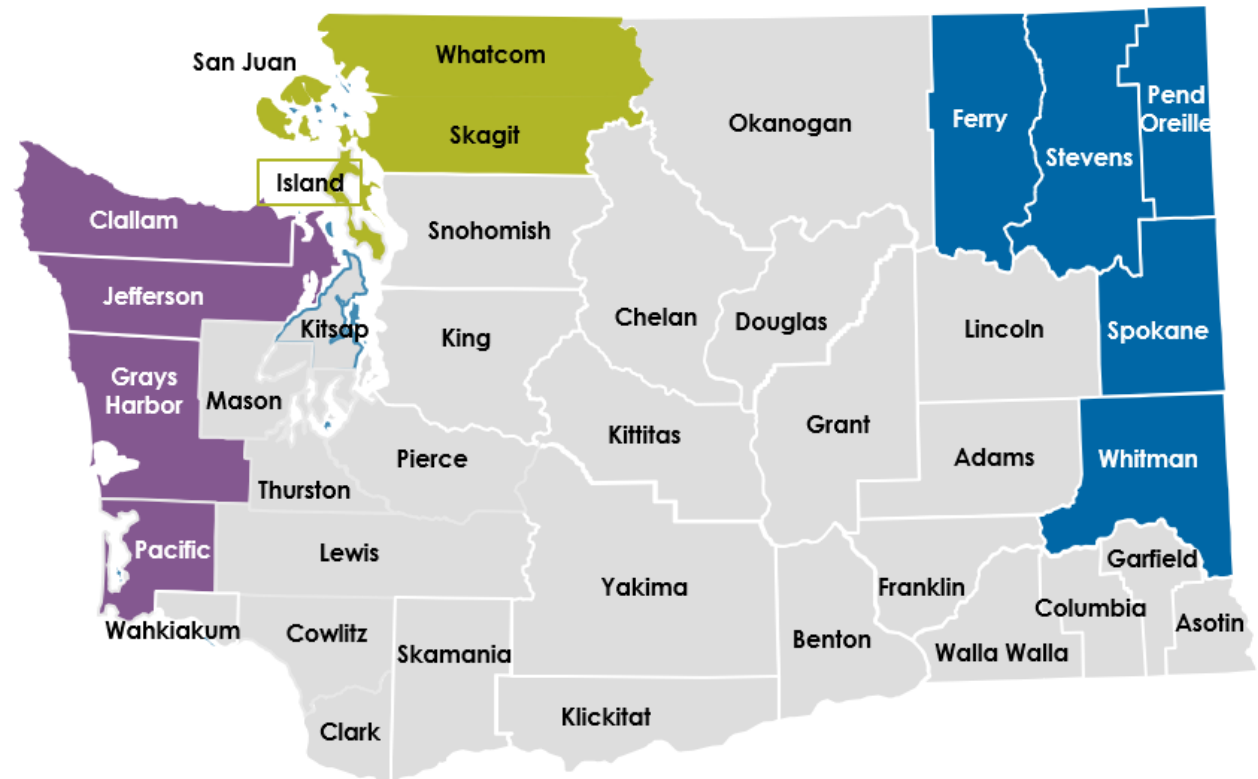 San Juan
Whatcom
Skagit
Island
Clallam
Jefferson
Grays
Harbor
Mason
Kitsap
Snohomish
King
Pierce
Thurston
Pacific
Lewis
Wahkiakum
Cowlitz
Skamania
Clark
Okanogan
Chelan
Douglas
Kittitas
Grant
Yakima
Klickitat
Benton
Ferry
Stevens
Pend
Oreille
Lincoln
Spokane
Adams
Whitman
Franklin
Walla Walla
Columbia
Garfield
Asotin